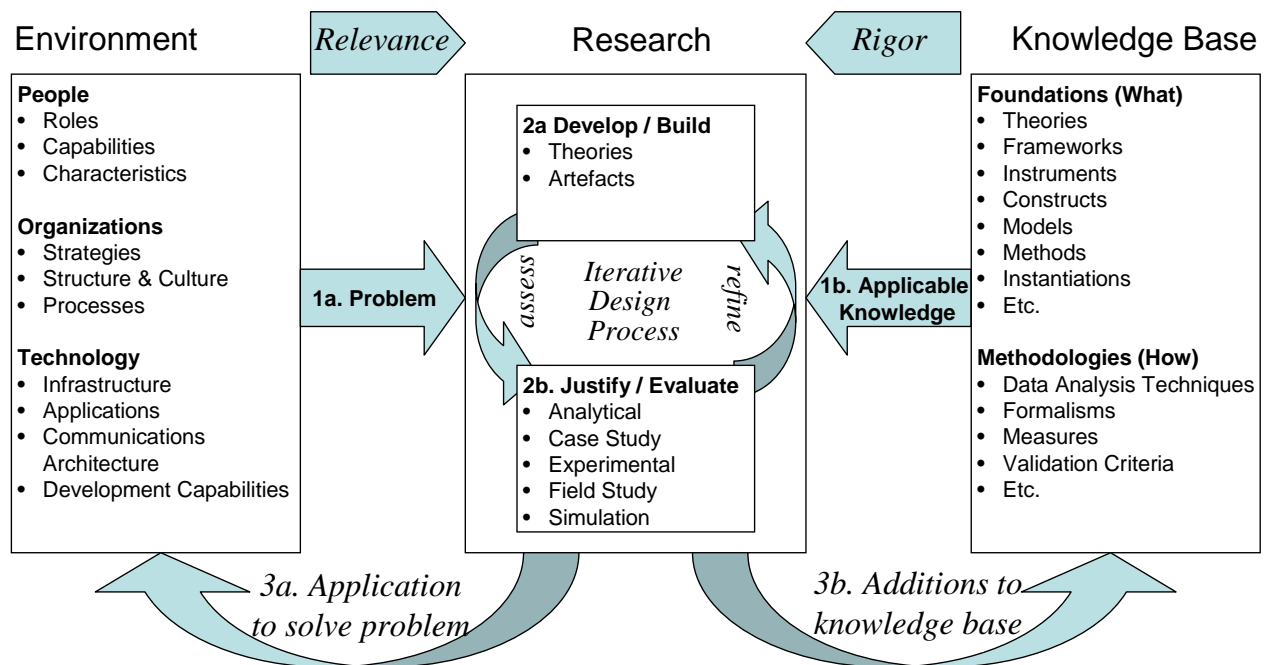 Environment
Relevance
Research
Rigor
Knowledge Base
People
• Roles
• Capabilities
• Characteristics
Organizations
• Strategies
• Structure & Culture
• Processes
Technology
• Infrastructure
• Applications
• Communications
Architecture
• Development Capabilities
1a. Problem
2a Develop / Build
• Theories
• Artefacts
assess
Iterative
Design
Process
refine
2b. Justify / Evaluate
• Analytical
• Case Study
• Experimental
• Field Study
• Simulation
1b. Applicable
Knowledge
Foundations (What)
• Theories
• Frameworks
• Instruments
• Constructs
• Models
• Methods
• Instantiations
• Etc.
Methodologies (How)
• Data Analysis Techniques
• Formalisms
• Measures
• Validation Criteria
• Etc.
3a. Application
to solve problem
3b. Additions to
knowledge base